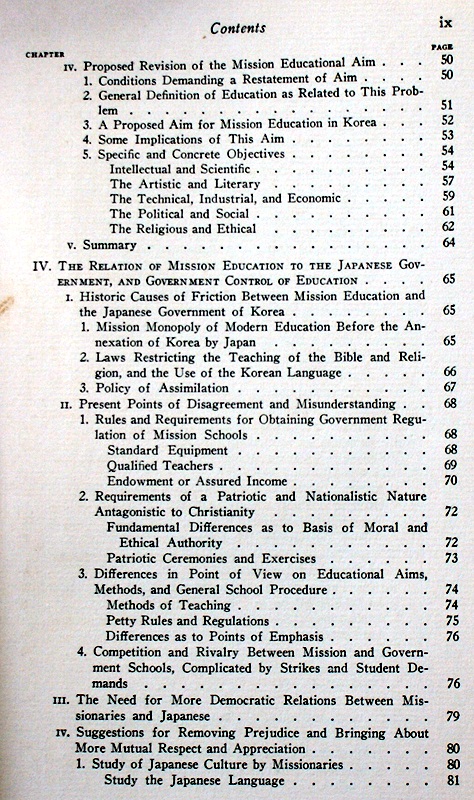 Contents ix
CHAPTER PAGE
IV. Proposed Revision of the Mission Educational Aim . . . 50
1. Conditions Demanding a Restatement of Aim . . . . 50
2. General Definition of Education as Related to This Prob-
lem . . . . . . . . . . . . . . . . 51
3. A Proposed Aim for Mission Education in Korea . . . 52
4. Some Implications of This Aim . . . . . . . 53
5. Specific and Concrete Objectives . . . . . . . 54
Intellectual and Scientific . . . . . . . . . 54
The Artistic and Literary . . . . . . . . . 57
The Technical, Industrial, and Economic . . . . . 59
The Political and Social . . . . . . . . . 61
The Religious and Ethical . . . . . . . . . 62
V. Summary . . . . . . . . . . . . . . . 64
IV. THE RELATION OF MISSION EDUCATION TO THE JAPANESE GOV-
ERNMENT, AND GOVERNMENT CONTROL OF EDUCATION . . . . 65
I. Historic Causes of Friction Between Mission Education and
the Japanese Government of Korea . . . . . . . 65
1. Mission Monopoly of Modern Education Before the An-
nexation of Korea by Japan . . . . . . . . 65
2. Laws Restricting the Teaching of the Bible and Reli-
gion, and the Use of the Korean Language . . . . . 66
3. Policy of Assimilation . . . . . . . . . . 67
II. Present Points of Disagreement and Misunderstanding . . 68
1. Rules and Requirements for Obtaining Government Regu-
lation of Mission Schools . . . . . . . . . 68
Standard Equipment . . . . . . . . . . 68
Qualified Teachers . . . . . . . . . . . 69
Endowment or Assured Income . . . . . . . 70
2. Requirements of a Patriotic and Nationalistic Nature
Antagonistic to Christianity . . . . . . . . 72
Fundamental Differences as to Basis of Moral and
Ethical Authority . . . . . . . . . . 72
Patriotic Ceremonies and Exercises . . . . . . 73
3. Differences in Point of View on Educational Aims,
Methods, and General School Procedure . . . . . . 74
Methods of Teaching . . . . . . . . . . 74
Petty Rules and Regulations . . . . . . . . 75
Differences as to Points of Emphasis . . . . . . 76
4. Competition and Rivalry Between Mission and Govern-
ment Schools, Complicated by Strikes and Student De-
mands . . . . . . . . . . . . . . . 76
III. The Need for More Democratic Relations Between Mis-
sionaries and Japanese . . . . . . . . . . . 79
IV. Suggestions for Removing Prejudice and Bringing About
More Mutual Respect and Appreciation . . . . . . 80
1. Study of Japanese Culture by Missionaries . . . . . 80
Study the Japanese Language . . . . . . . . 81